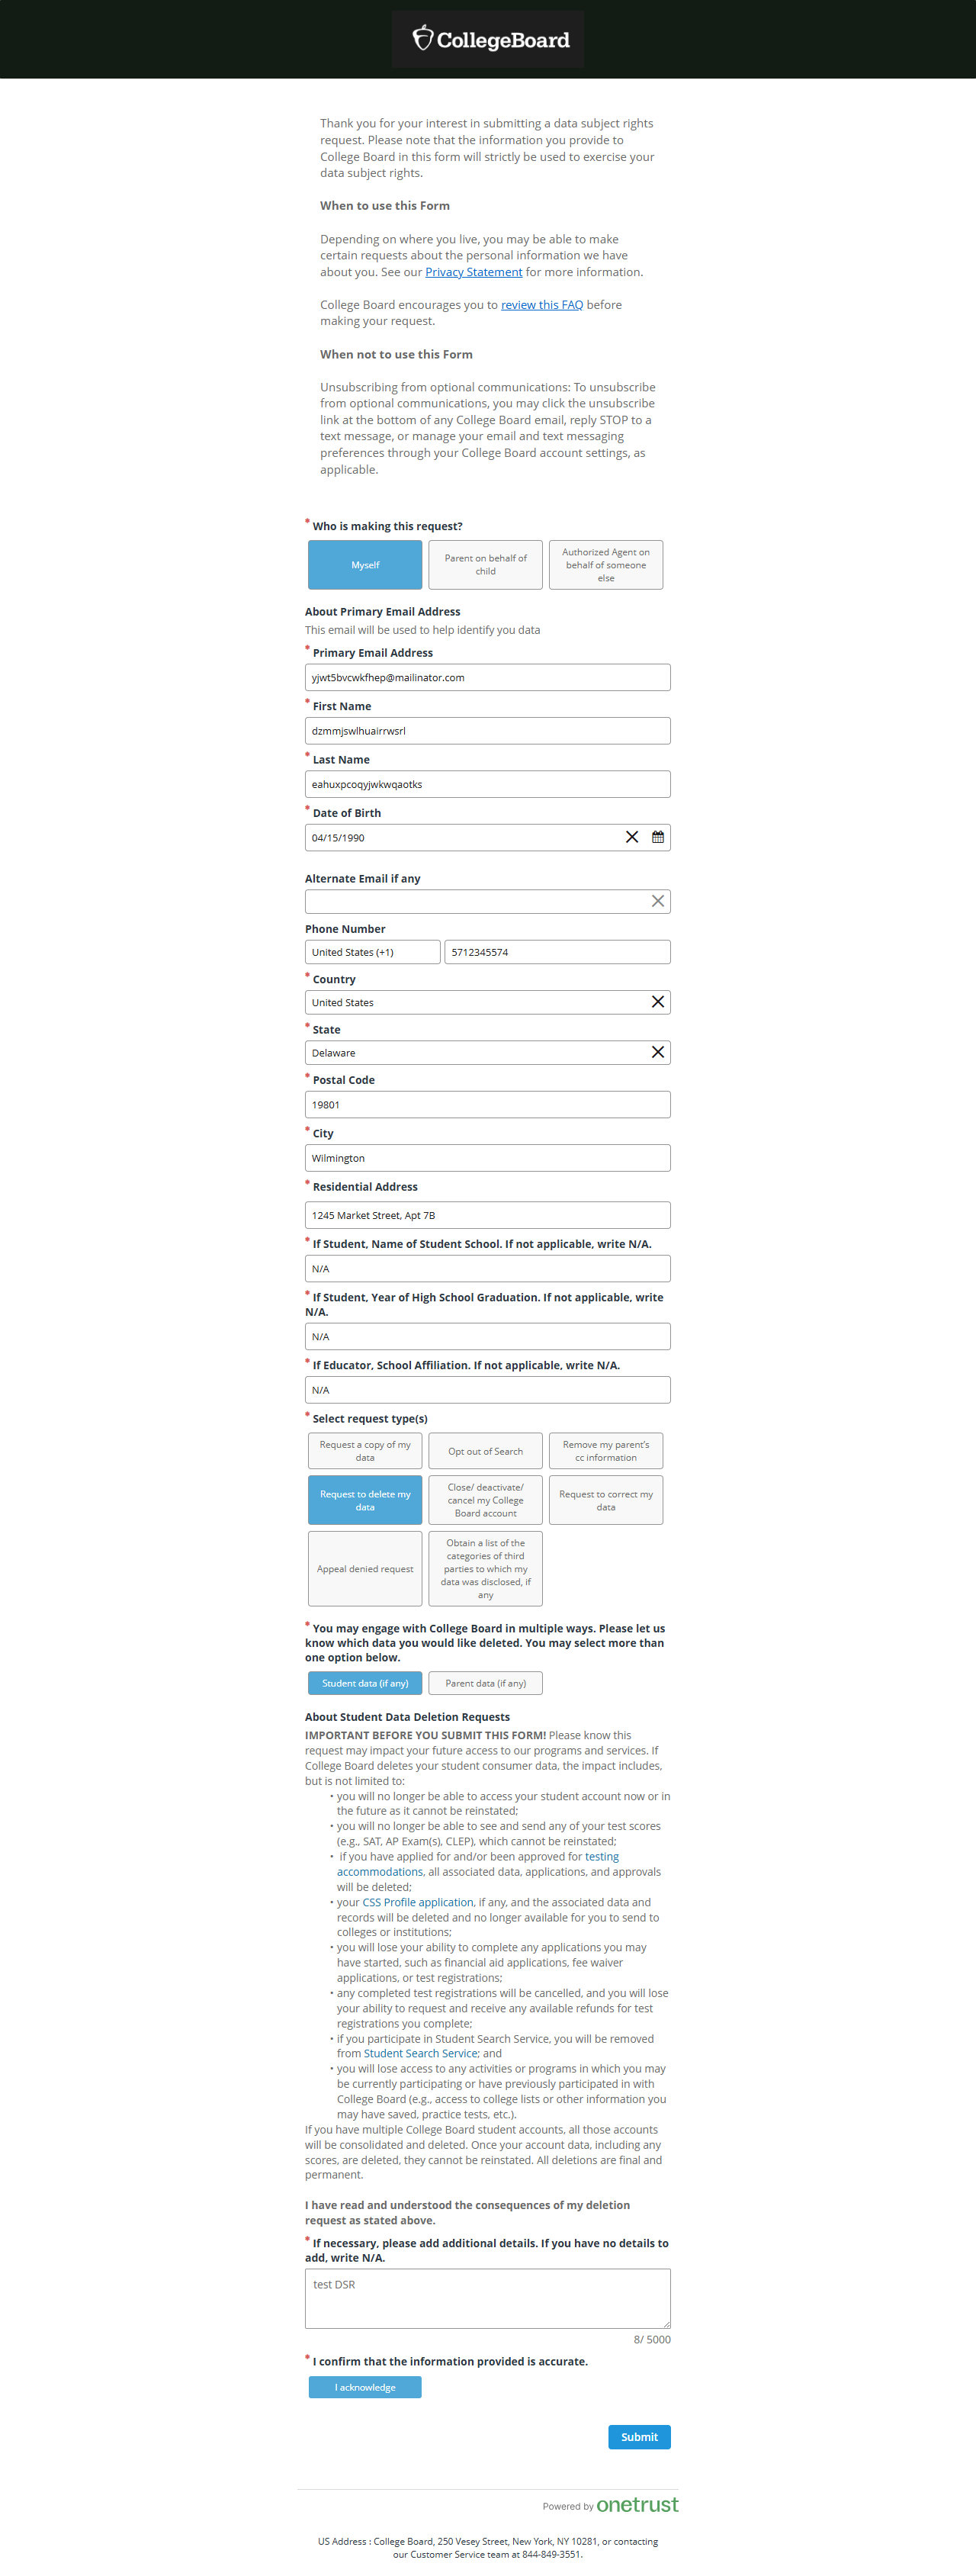 CollegeBoard
Thank you for your interest in submitting a data subject rights
request. Please note that the information you provide to
College Board in this form will strictly be used to exercise your
data subject rights.
When to use this Form
Depending on where you live, you may be able to make
certain requests about the personal information we have
about you. See our Privacy Statement for more information.
College Board encourages you to review this FAQ before
making your request.
When not to use this Form
Unsubscribing from optional communications: To unsubscribe
from optional communications, you may click the unsubscribe
link at the bottom of any College Board email, reply STOP to a
text message, or manage your email and text messaging
preferences through your College Board account settings, as
applicable.
* Who is making this request?
Myself
Parent on behalf of
child
Authorized Agent on
behalf of someone
else
About Primary Email Address
This email will be used to help identify you data
* Primary Email Address
yjwt5bvcwkfhep@mailinator.com
* First Name
dzmmjswlhuairrwsrl
* Last Name
eahuxpcoqyjwkwqaotks
* Date of Birth
04/15/1990
Alternate Email if any
Phone Number
United States (+1) 5712345574
* Country
United States
* State
Delaware
* Postal Code
19801
* City
Wilmington
* Residential Address
1245 Market Street, Apt 7B
* If Student, Name of Student School. If not applicable, write N/A.
N/A
* If Student, Year of High School Graduation. If not applicable, write
N/A.
N/A
* If Educator, School Affiliation. If not applicable, write N/A.
N/A
* Select request type(s)
Request a copy of my
data
Opt out of Search
Remove my parent's
cc information
Request to delete my
data
Close/ deactivate/
cancel my College
Board account
Request to correct my
data
Appeal denied request
Obtain a list of the
categories of third
parties to which my
data was disclosed, if
any
* You may engage with College Board in multiple ways. Please let us
know which data you would like deleted. You may select more than
one option below.
Student data (if any)
Parent data (if any)
About Student Data Deletion Requests
IMPORTANT BEFORE YOU SUBMIT THIS FORM! Please know this
request may impact your future access to our programs and services. If
College Board deletes your student consumer data, the impact includes,
but is not limited to:
• you will no longer be able to access your student account now or in
the future as it cannot be reinstated;
• you will no longer be able to see and send any of your test scores
(e.g., SAT, AP Exam(s), CLEP), which cannot be reinstated;
• if you have applied for and/or been approved for testing
accommodations, all associated data, applications, and approvals
will be deleted;
• your CSS Profile application, if any, and the associated data and
records will be deleted and no longer available for you to send to
colleges or institutions;
• you will lose your ability to complete any applications you may
have started, such as financial aid applications, fee waiver
applications, or test registrations;
• any completed test registrations will be cancelled, and you will lose
your ability to request and receive any available refunds for test
registrations you complete;
• if you participate in Student Search Service, you will be removed
from Student Search Service; and
• you will lose access to any activities or programs in which you may
be currently participating or have previously participated in with
College Board (e.g., access to college lists or other information you
may have saved, practice tests, etc.).
If you have multiple College Board student accounts, all those accounts
will be consolidated and deleted. Once your account data, including any
scores, are deleted, they cannot be reinstated. All deletions are final and
permanent.
I have read and understood the consequences of my deletion
request as stated above.
* If necessary, please add additional details. If you have no details to
add, write N/A.
test DSR
8/ 5000
* I confirm that the information provided is accurate.
I acknowledge
Submit
Powered by onetrust
US Address : College Board, 250 Vesey Street, New York, NY 10281, or contacting
our Customer Service team at 844-849-3551.